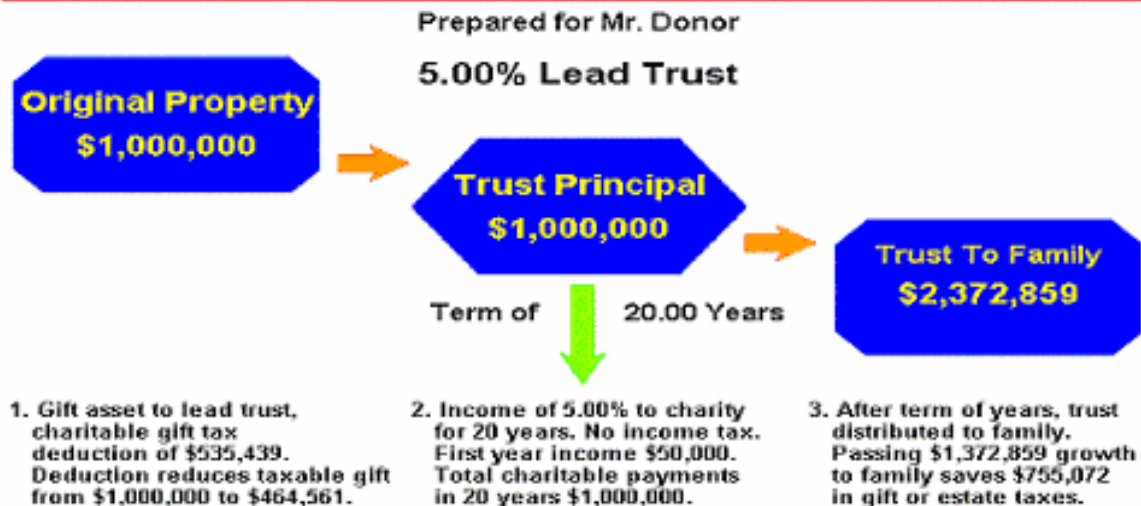 Prepared for Mr. Donor
5.00% Lead Trust
Original Property
$1,000,000
Trust Principal
$1,000,000
Trust To Family
$2,372,859
Term of 20.00 Years
1. Gift asset to lead trust,
charitable gift tax
deduction of $535,439.
Deduction reduces taxable gift
from $1,000,000 to $464,561.
2. Income of 5.00% to charity
for 20 years. No income tax.
First year income $50,000.
Total charitable payments
in 20 years $1,000,000.
3. After term of years, trust
distributed to family.
Passing $1,372,859 growth
to family saves $755,072
in gift or estate taxes.